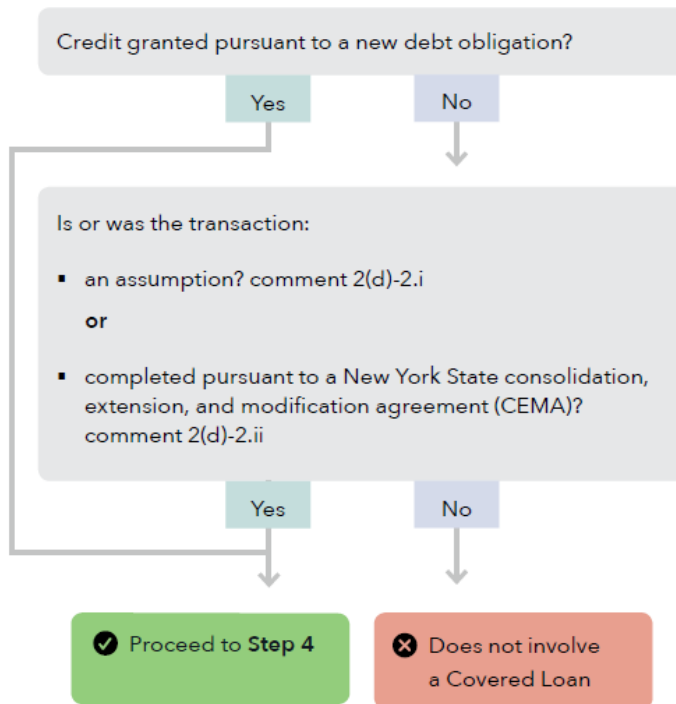 Credit granted pursuant to a new debt obligation?
Yes
No
Is or was the transaction:
▪ an assumption? comment 2(d)-2.i
or
▪ completed pursuant to a New York State consolidation,
extension, and modification agreement (CEMA)?
comment 2(d)-2.ii
Yes
No
Proceed to Step 4
Does not involve
a Covered Loan